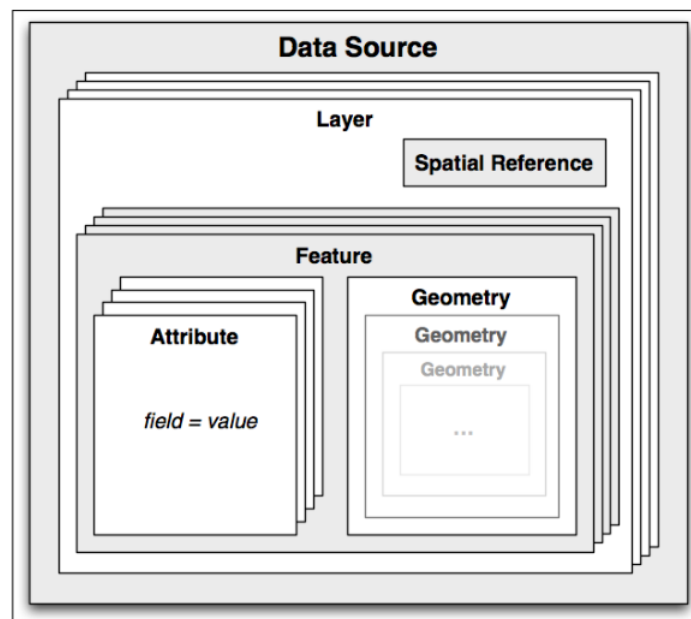 Data Source
Layer
Spatial Reference
Feature
Attribute
field = value
Geometry
Geometry
Geometry
...